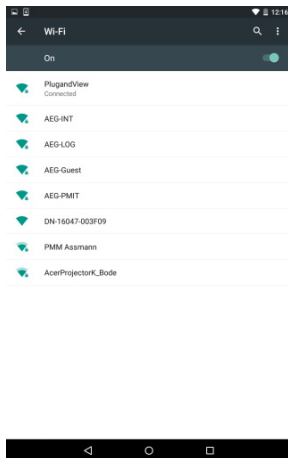 12:16
Wi-Fi
On
PlugandView
Connected
AEG-INT
AEG-LOG
AEG-Guest
AEG-PMIT
DN-16047-003F09
PMM Assmann
AcerProjectorK_Bode